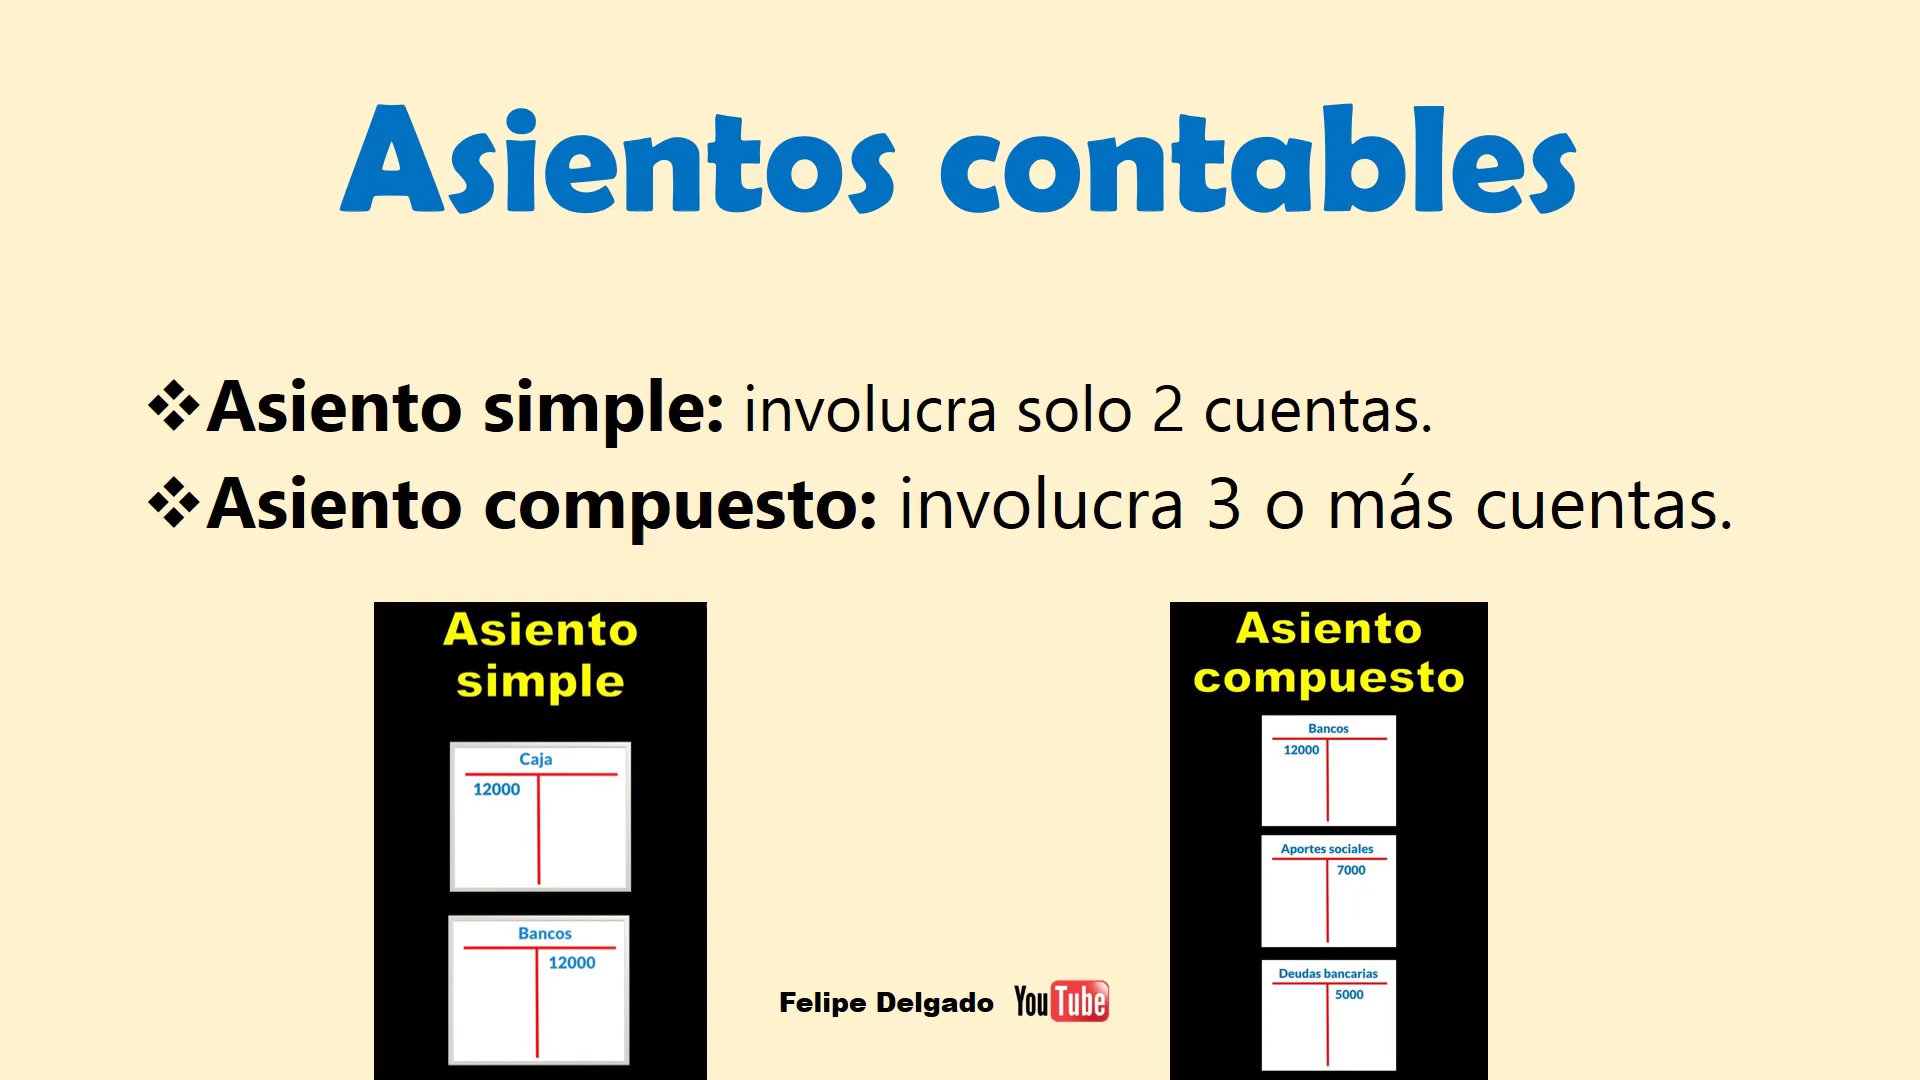 Asientos contables
❖Asiento simple: involucra solo 2 cuentas.
❖Asiento compuesto: involucra 3 o más cuentas.
Asiento
simple
Caja
12000
Bancos
12000
Felipe Delgado YouTube
Asiento
compuesto
Bancos
12000
Aportes sociales
7000
Deudas bancarias
5000